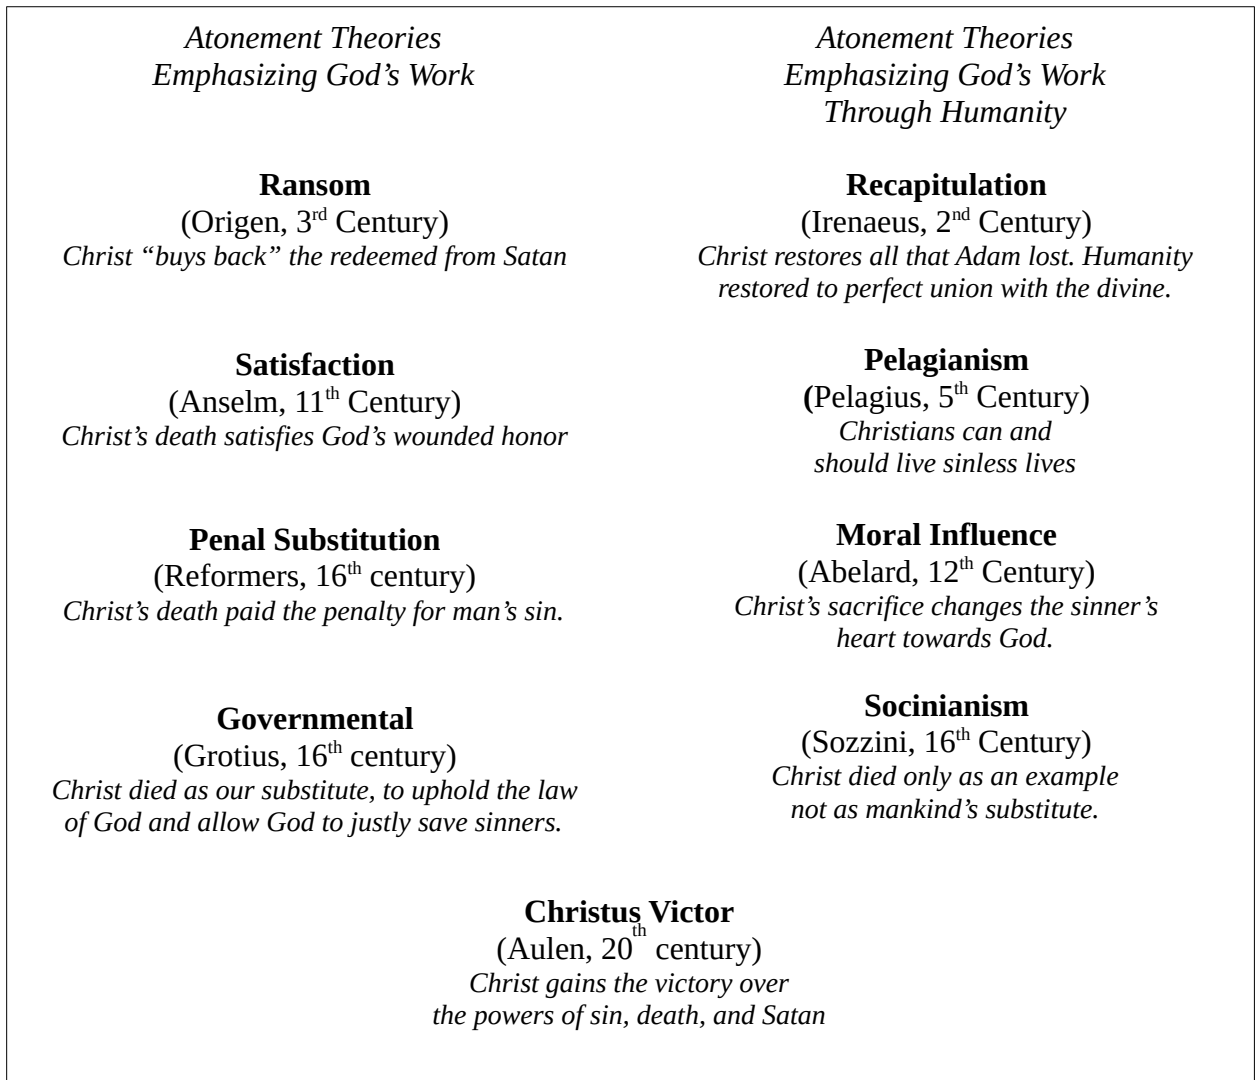 Atonement Theories
Emphasizing God’s Work
Ransom
(Origen, 3rd Century)
Christ “buys back” the redeemed from Satan
Satisfaction
(Anselm, 11th Century)
Christ’s death satisfies God’s wounded honor
Penal Substitution
(Reformers, 16th century)
Christ’s death paid the penalty for man’s sin.
Governmental
(Grotius, 16th century)
Christ died as our substitute, to uphold the law
of God and allow God to justly save sinners.
Atonement Theories
Emphasizing God’s Work
Through Humanity
Recapitulation
(Irenaeus, 2nd Century)
Christ restores all that Adam lost. Humanity
restored to perfect union with the divine.
Pelagianism
(Pelagius, 5th Century)
Christians can and
should live sinless lives
Moral Influence
(Abelard, 12th Century)
Christ’s sacrifice changes the sinner’s
heart towards God.
Socinianism
(Sozzini, 16th Century)
Christ died only as an example
not as mankind’s substitute.
Christus Victor
(Aulen, 20th century)
Christ gains the victory over
the powers of sin, death, and Satan